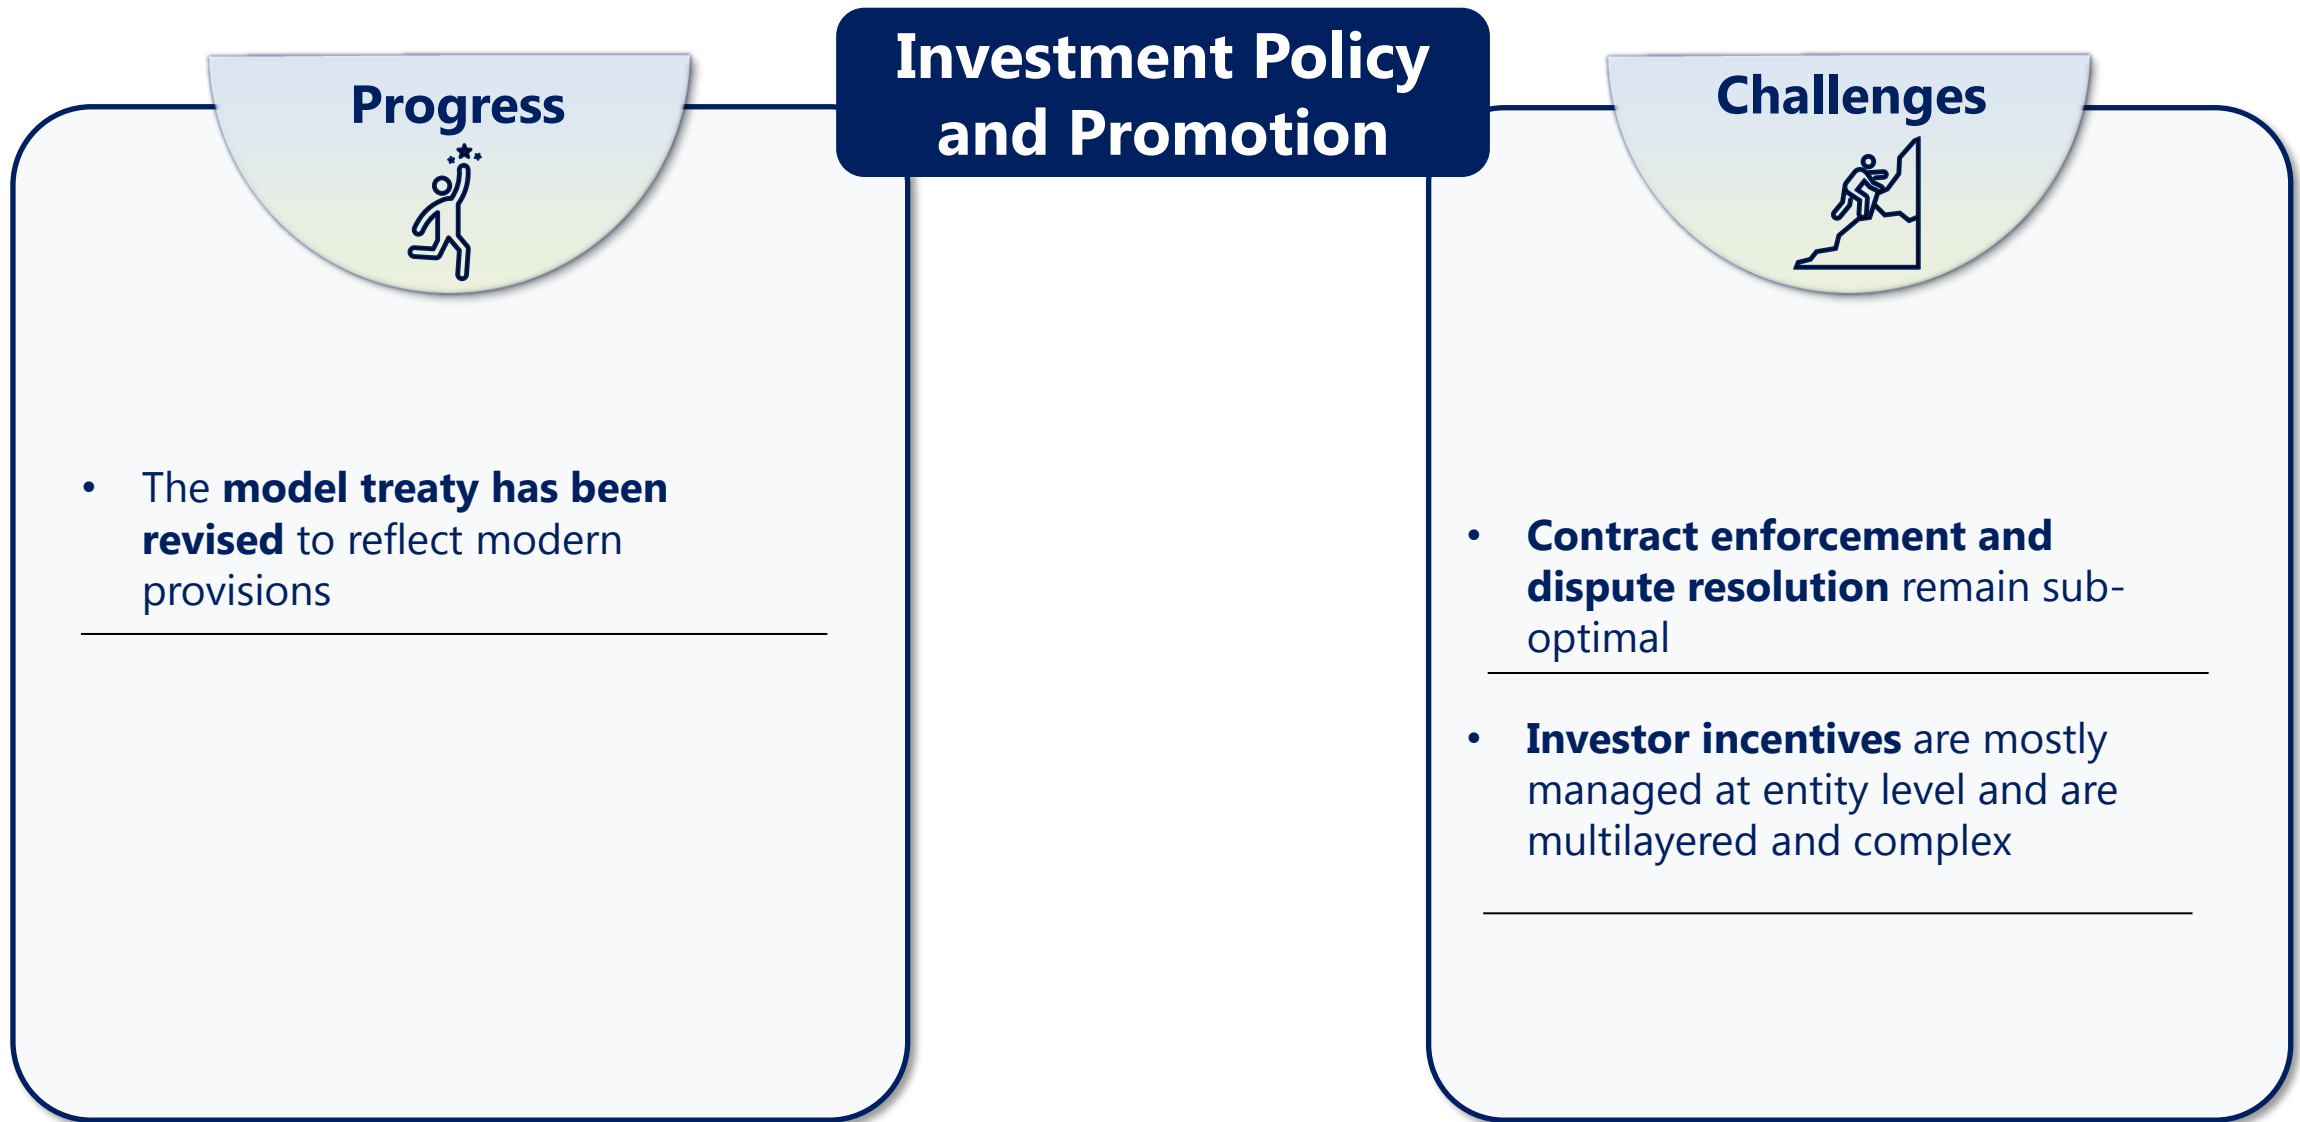 Investment Policy
and Promotion
Progress
• The model treaty has been
revised to reflect modern
provisions
Challenges
• Contract enforcement and
dispute resolution remain sub-
optimal
• Investor incentives are mostly
managed at entity level and are
multilayered and complex